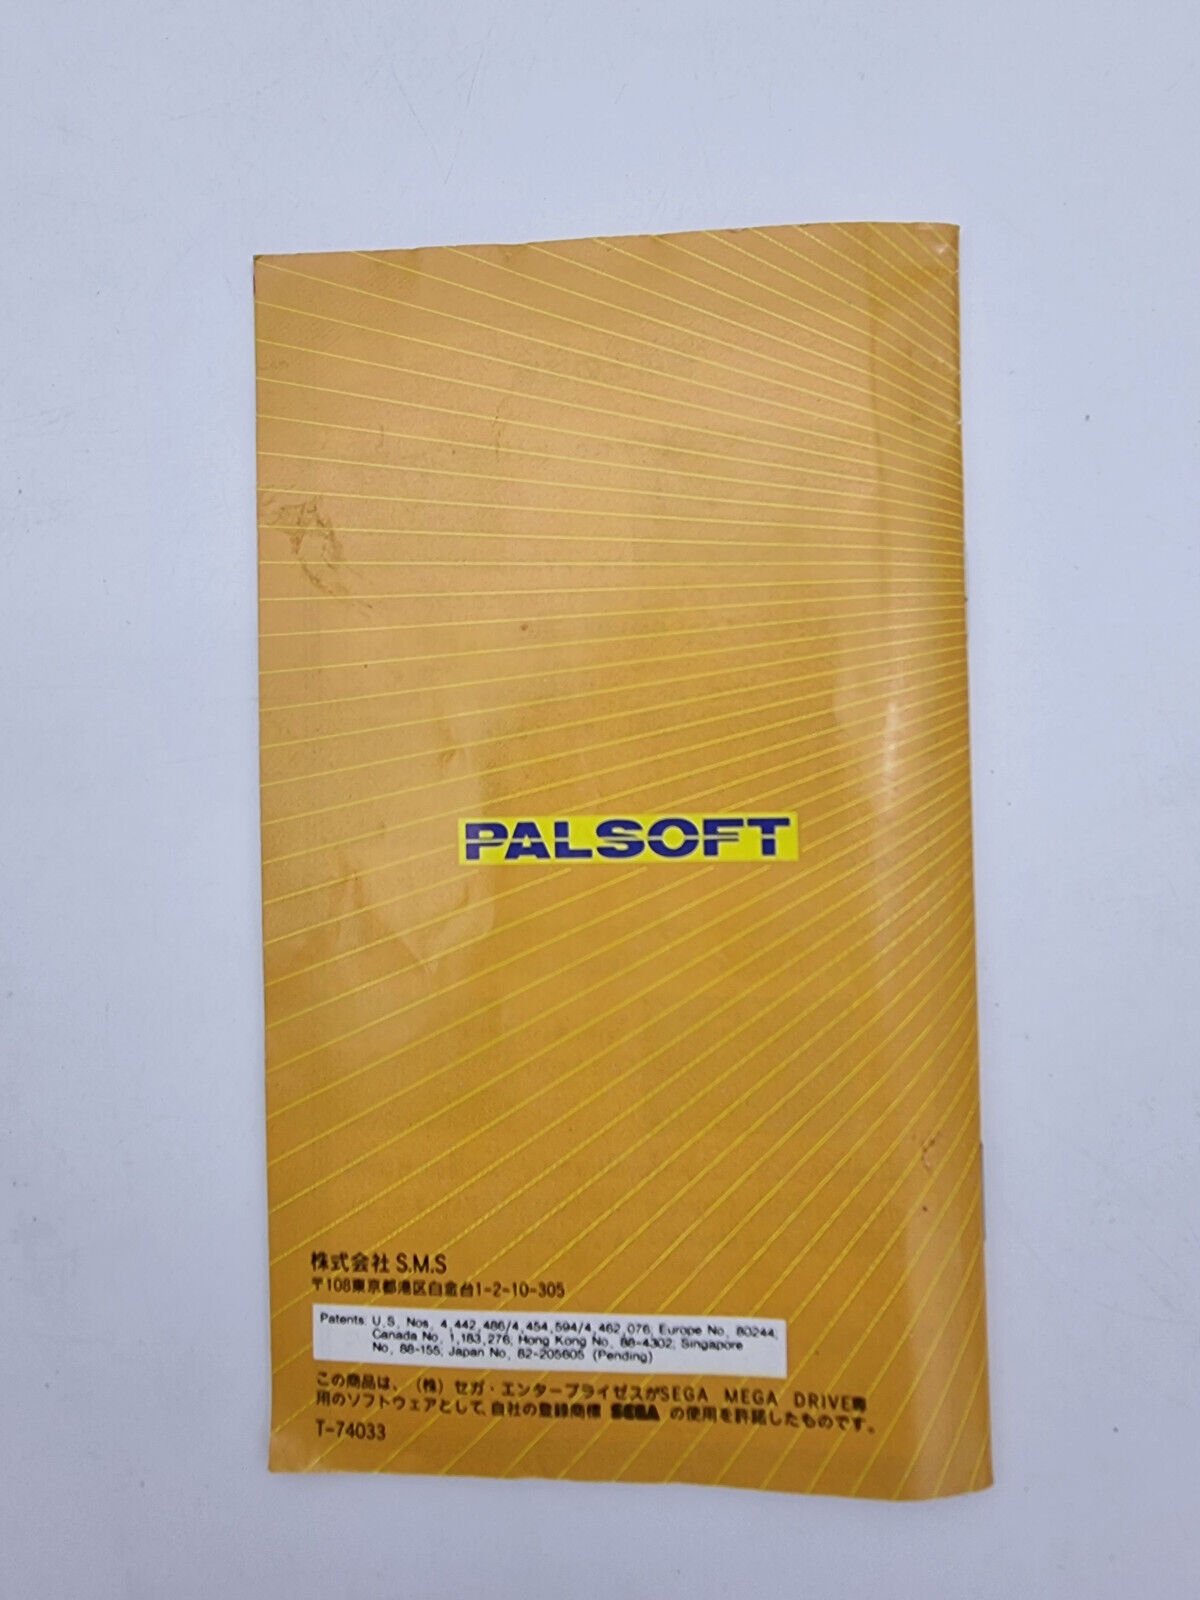 PALSOFT
株式会社 S.M.S
〒108東京都港区白金台1-2-10-305
Patents: U.S. Nos. 4,442,486/4,454,594/4,462,076; Europe No. 80244;
Canada No. 1,183,276; Hong Kong No. 88-4302; Singapore
No. 88-155; Japan No. 82-205605 (Pending)
この商品は、(株)セガ・エンタープライゼスがSEGA MEGA DRIVE専
用のソフトウェアとして、自社の登録商標 SEGA の使用を許諾したものです。
T-74033